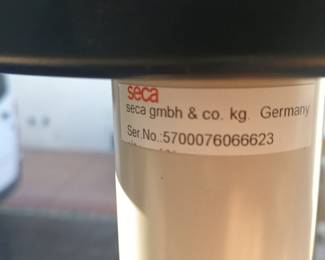 seca
seca gmbh & co. kg. Germany
Ser.No.:5700076066623